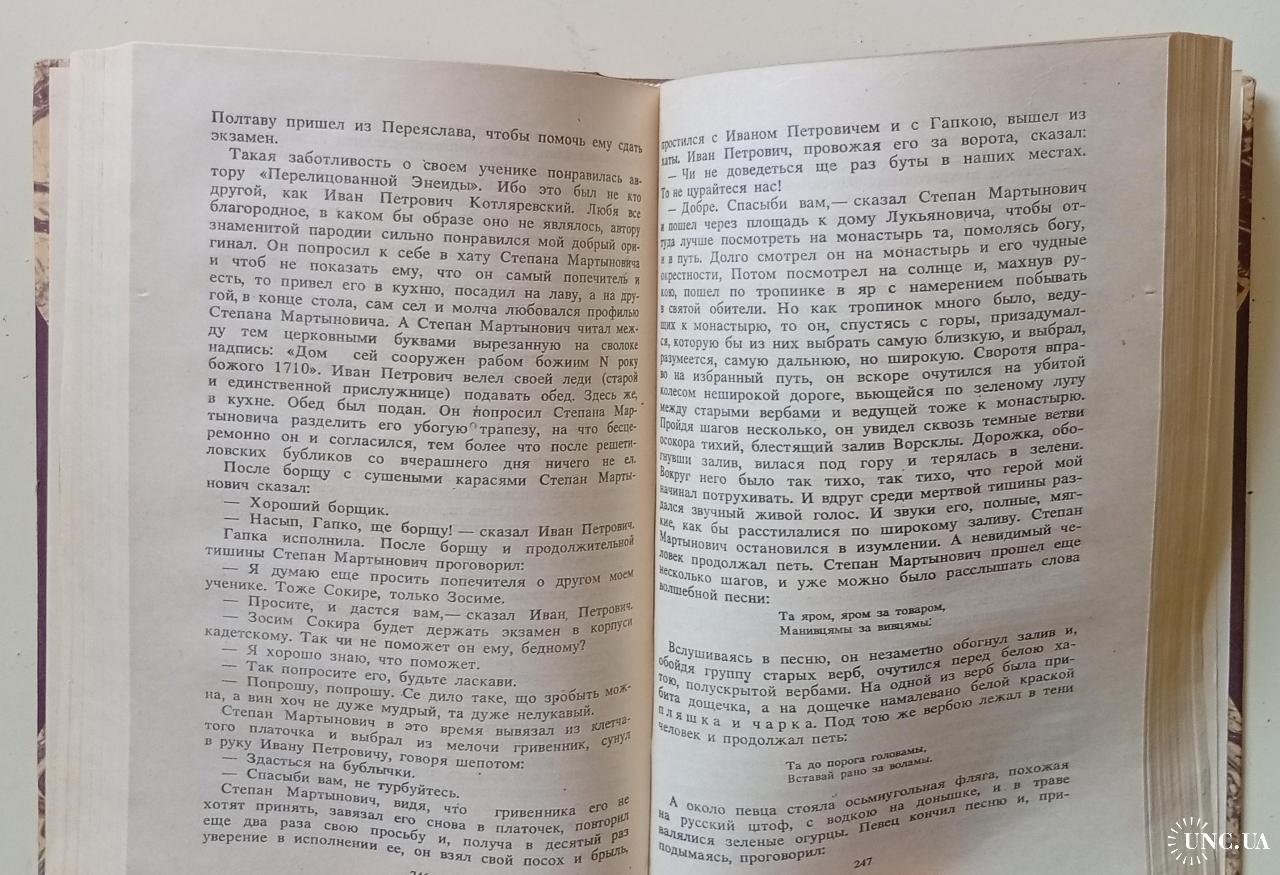 Полтаву пришел из Переяслава, чтобы помочь ему сдать
экзамен.
Такая заботливость о своем ученике понравилась ав-
тору «Перелицованной Энеиды». Ибо это был не кто
другой, как Иван Петрович Котляревский. Любя все
благородное, в каком бы образе оно не являлось, автору
знаменитой пародии сильно понравился мой добрый ори-
гинал. Он попросил к себе в хату Степана Мартыновича
и чтоб не показать ему, что он самый попечитель и
есть, то привел его в кухню, посадил на лаву, а на дру-
гой, в конце стола, сам сел и молча любовался профилью
Степана Мартыновича. А Степан Мартынович читал меж-
ду тем церковными буквами вырезанную на сволоке
надпись: «Дом сей сооружен рабом божиим N року
божого 1710». Иван Петрович велел своей леди (старой
и единственной прислужнице) подавать обед. Здесь же,
в кухне. Обед был подан. Он попросил Степана Мар-
тыновича разделить его убогую трапезу, на что бесце-
ремонно он и согласился, тем более что после решети-
ловских бубликов со вчерашнего дня ничего не ел.
После борщу с сушеными карасями Степан Марты-
нович сказал:
— Хороший борщик.
— Насып, Гапко, ще борщу! — сказал Иван Петрович.
Гапка исполнила. После борщу и продолжительной
тишины Степан Мартынович проговорил:
— Я думаю еще просить попечителя о другом моем
ученике. Тоже Сокире, только Зосиме.
— Просите, и дастся вам,— сказал Иван Петрович.
— Зосим Сокира будет держать экзамен в корпуси
кадетскому. Так чи не поможет он ему, бедному?
— Я хорошо знаю, что поможет.
— Так попросите его, будьте ласкави.
— Попрошу, попрошу. Се дило таке, що зробыть мож-
на, а вин хоч не дуже мудрый, та дуже нелукавый.
Степан Мартынович в это время вывязал из клетча-
того платочка и выбрал из мелочи гривенник, сунул
в руку Ивану Петровичу, говоря шепотом:
— Здасться на бублычки.
— Спасыби вам, не турбуйтесь.
Степан Мартынович, видя, что гривенника его не
хотят принять, завязал его снова в платочек, повторил
еще два раза свою просьбу и, получа в десятый раз
уверение в исполнении ее, он взял свой посох и брыль,
простился с Иваном Петровичем и с Гапкою, вышел из
хаты. Иван Петрович, провожая его за ворота, сказал:
— Чи не доведеться ще раз буты в наших местах.
То не цурайтеся нас!
— Добре. Спасыби вам,— сказал Степан Мартынович
и пошел через площадь к дому Лукьяновича, чтобы от-
туда лучше посмотреть на монастырь та, помолясь богу,
и в путь. Долго смотрел он на монастырь и его чудные
окрестности, Потом посмотрел на солнце и, махнув ру-
кою, пошел по тропинке в яр с намерением побывать
в святой обители. Но как тропинок много было, веду-
щих к монастырю, то он, спустясь с горы, призадумал-
ся, которую бы из них выбрать самую близкую, и выбрал,
разумеется, самую дальнюю, но широкую. Своротя впра-
во на избранный путь, он вскоре очутился на убитой
колесом неширокой дороге, вьющейся по зеленому лугу
между старыми вербами и ведущей тоже к монастырю.
Пройдя шагов несколько, он увидел сквозь темные ветви
осокора тихий, блестящий залив Ворсклы. Дорожка, обо-
гнувши залив, вилася под гору и терялась в зелени.
Вокруг него было так тихо, так тихо, что герой мой
начинал потрухивать. И вдруг среди мертвой тишины раз-
дался звучный живой голос. И звуки его, полные, мяг-
кие, как бы расстилалися по широкому заливу. Степан
Мартынович остановился в изумлении. А невидимый че-
ловек продолжал петь. Степан Мартынович прошел еще
несколько шагов, и уже можно было расслышать слова
волшебной песни:
Та яром, яром за товаром,
Манивцямы за вивцямы:
Вслушиваясь в песню, он незаметно обогнул залив и,
обойдя группу старых верб, очутился перед белою ха-
тою, полускрытой вербами. На одной из верб была при-
бита дощечка, а на дощечке намалевано белой краской
пляшка и чарка. Под тою же вербою лежал в тени
человек и продолжал петь:
Та до порога головамы,
Вставай рано за воламы.
А около певца стояла осьмиугольная фляга, похожая
на русский штоф, с водкою на донышке, и в траве
валялися зеленые огурцы. Певец кончил песню и, при-
подымаясь, проговорил:
247
UNC.UA